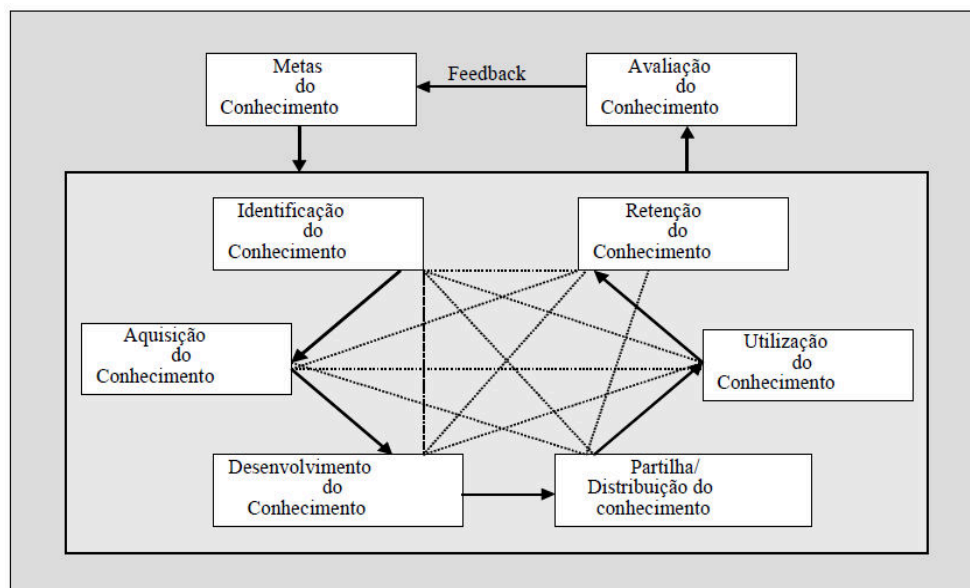 Metas
do
Conhecimento
Feedback
Avaliação
do
Conhecimento
Identificação
do
Conhecimento
Retenção
do
Conhecimento
Aquisição
do
Conhecimento
Utilização
do
Conhecimento
Desenvolvimento
do
Conhecimento
Partilha/
Distribuição do
conhecimento